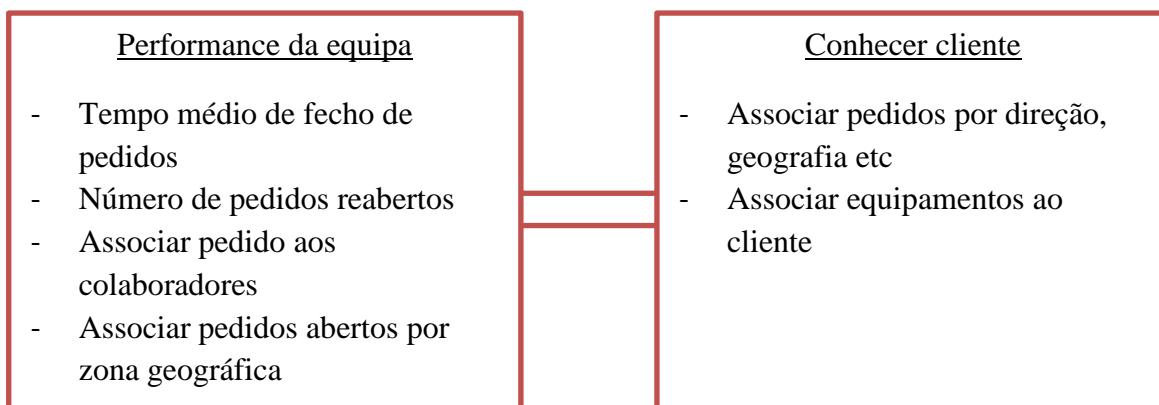 Performance da equipa
- Tempo médio de fecho de
pedidos
- Número de pedidos reabertos
- Associar pedido aos
colaboradores
- Associar pedidos abertos por
zona geográfica
Conhecer cliente
- Associar pedidos por direção,
geografia etc
- Associar equipamentos ao
cliente